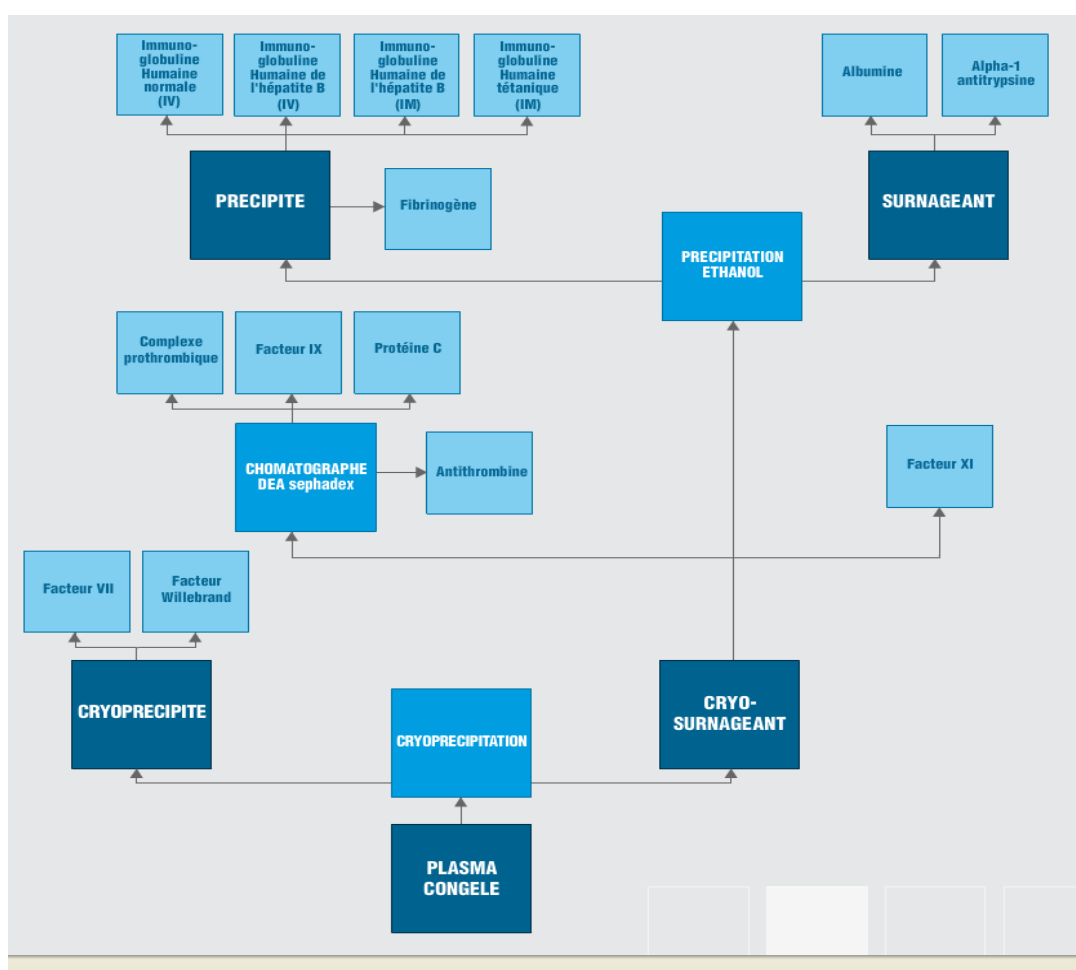 Immuno-
globuline
Humaine
normale
(IV)
Immuno-
globuline
Humaine de
l'hépatite B
(IV)
Immuno-
globuline
Humaine de
l'hépatite B
(IM)
Immuno-
globuline
Humaine
tétanique
(IM)
Albumine
Alpha-1
antitrypsine
PRECIPITE
Fibrinogène
SURNAGEANT
PRECIPITATION
ETHANOL
Complexe
prothrombique
Facteur IX
Protéine C
CHOMATOGRAPHE
DEA sephadex
Antithrombine
Facteur XI
Facteur VII
Facteur
Willebrand
CRYOPRECIPITE
CRYOPRECIPITATION
CRYO-
SURNAGEANT
PLASMA
CONGELE